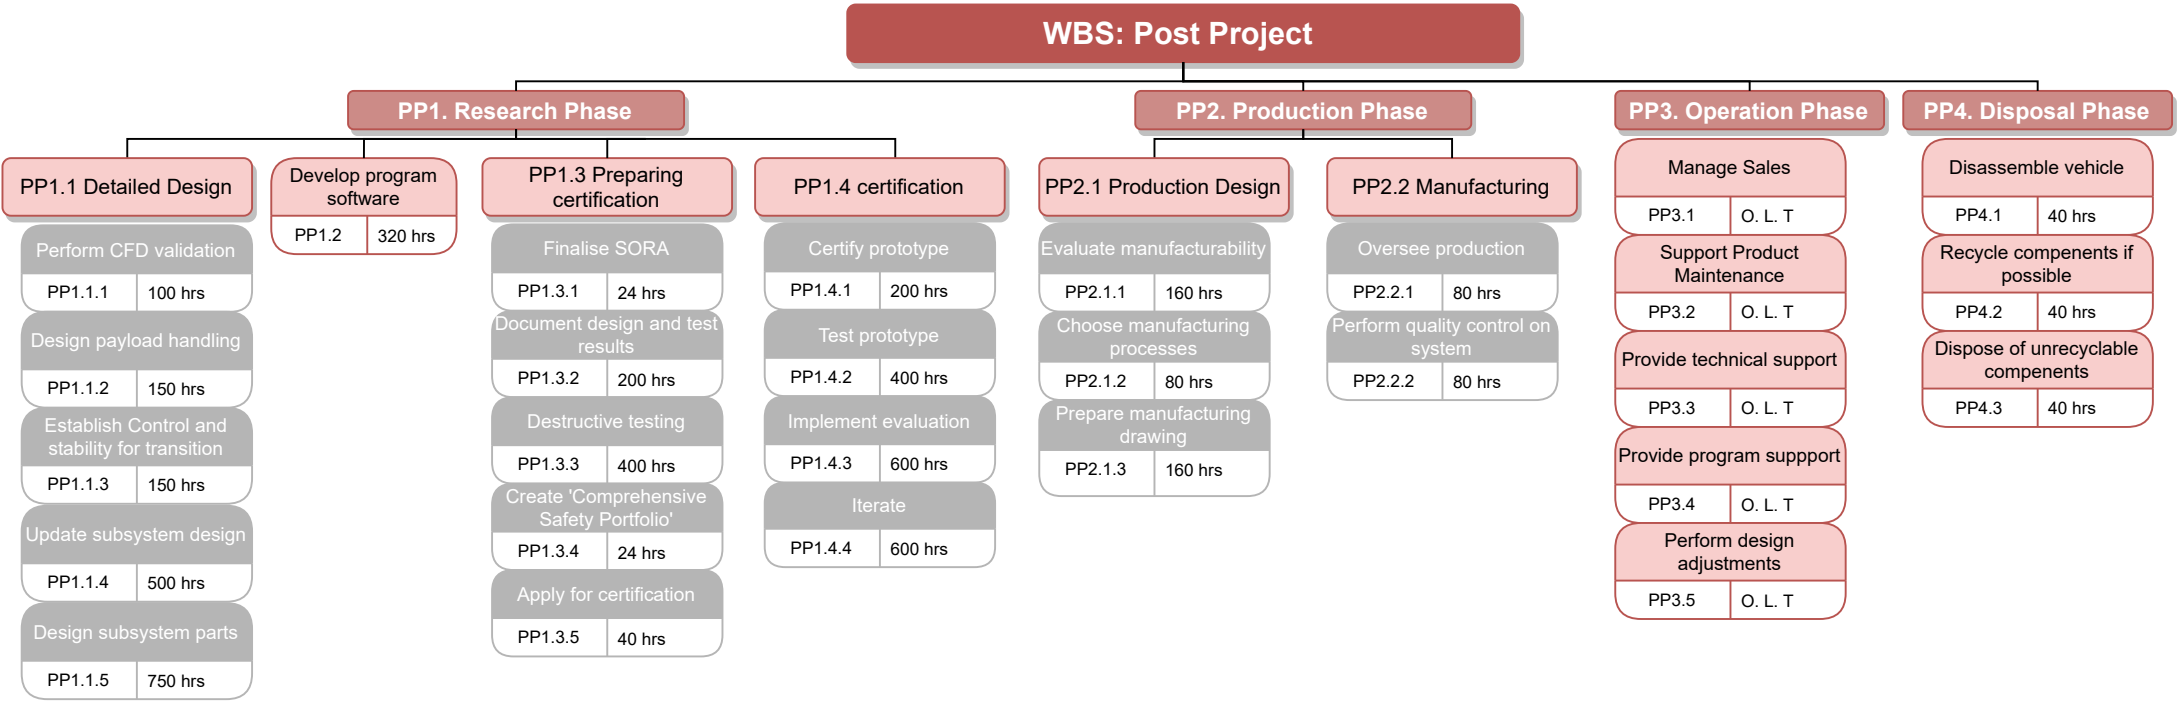 WBS: Post Project
PP1. Research Phase
PP2. Production Phase
PP3. Operation Phase
PP4. Disposal Phase
PP1.1 Detailed Design
Perform CFD validation
PP1.1.1
100 hrs
Design payload handling
PP1.1.2
150 hrs
Establish Control and
stability for transition
PP1.1.3
150 hrs
Update subsystem design
PP1.1.4
500 hrs
Design subsystem parts
PP1.1.5
750 hrs
Develop program
software
PP1.2
320 hrs
PP1.3 Preparing
certification
Finalise SORA
PP1.3.1
24 hrs
Document design and test
results
PP1.3.2
200 hrs
Destructive testing
PP1.3.3
400 hrs
Create 'Comprehensive
Safety Portfolio'
PP1.3.4
24 hrs
Apply for certification
PP1.3.5
40 hrs
PP1.4 certification
Certify prototype
PP1.4.1
200 hrs
Test prototype
PP1.4.2
400 hrs
Implement evaluation
PP1.4.3
600 hrs
Iterate
PP1.4.4
600 hrs
PP2.1 Production Design
Evaluate manufacturability
PP2.1.1
160 hrs
Choose manufacturing
processes
PP2.1.2
80 hrs
Prepare manufacturing
drawing
PP2.1.3
160 hrs
PP2.2 Manufacturing
Oversee production
PP2.2.1
80 hrs
Perform quality control on
system
PP2.2.2
80 hrs
Manage Sales
PP3.1
O. L. T
Support Product
Maintenance
PP3.2
O. L. T
Provide technical support
PP3.3
O. L. T
Provide program suppport
PP3.4
O. L. T
Perform design
adjustments
PP3.5
O. L. T
Disassemble vehicle
PP4.1
40 hrs
Recycle compenents if
possible
PP4.2
40 hrs
Dispose of unrecyclable
compenents
PP4.3
40 hrs